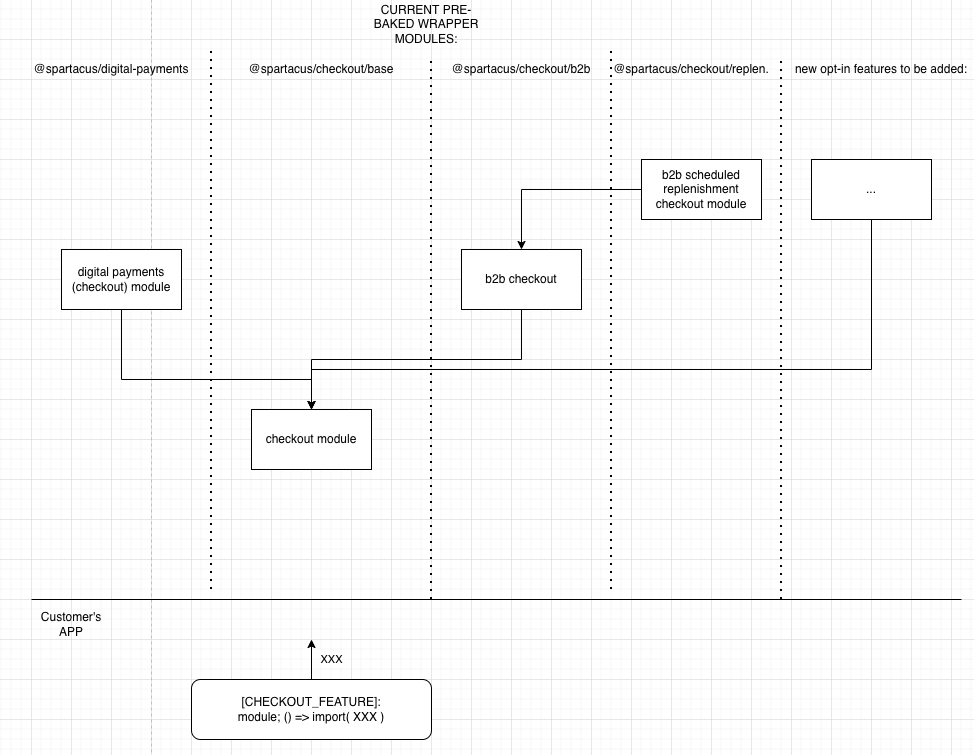 CURRENT PRE-
BAKED WRAPPER
MODULES:
@spartacus/digital-payments
@spartacus/checkout/base
@spartacus/checkout/b2b
@spartacus/checkout/replen.
new opt-in features to be added:
b2b scheduled
replenishment
checkout module
...
digital payments
(checkout) module
b2b checkout
checkout module
Customer's
APP
XXX
[CHECKOUT_FEATURE]:
module; () => import( XXX )